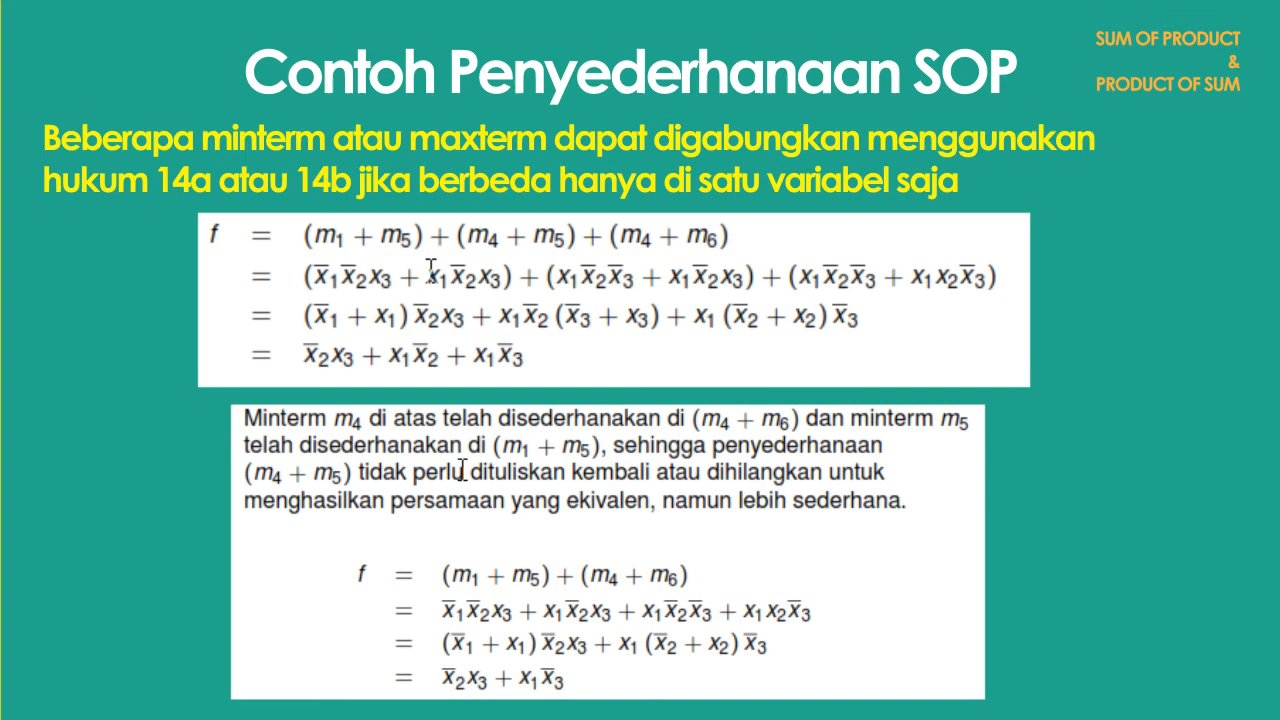 SUM OF PRODUCT
&
PRODUCT OF SUM
Contoh Penyederhanaan SOP
Beberapa minterm atau maxterm dapat digabungkan menggunakan
hukum 14a atau 14b jika berbeda hanya di satu variabel saja
f = (m₁ + m₅) + (m₄ + m₅) + (m₄ + m₆)
= (x̅₁x̅₂x₃ + x₁x̅₂x₃) + (x₁x̅₂x̅₃ + x₁x̅₂x₃) + (x₁x̅₂x̅₃ + x₁x₂x̅₃)
= (x̅₁ + x₁) x̅₂x₃ + x₁x̅₂ (x̅₃ + x₃) + x₁ (x̅₂ + x₂) x̅₃
= x̅₂x₃ + x₁x̅₂ + x₁x̅₃
Minterm m₄ di atas telah disederhanakan di (m₄ + m₆) dan minterm m₅
telah disederhanakan di (m₁ + m₅), sehingga penyederhanaan
(m₄ + m₅) tidak perlu dituliskan kembali atau dihilangkan untuk
menghasilkan persamaan yang ekivalen, namun lebih sederhana.
f = (m₁ + m₅) + (m₄ + m₆)
= x̅₁x̅₂x₃ + x₁x̅₂x₃ + x₁x̅₂x̅₃ + x₁x₂x̅₃
= (x̅₁ + x₁) x̅₂x₃ + x₁ (x̅₂ + x₂) x̅₃
= x̅₂x₃ + x₁x̅₃